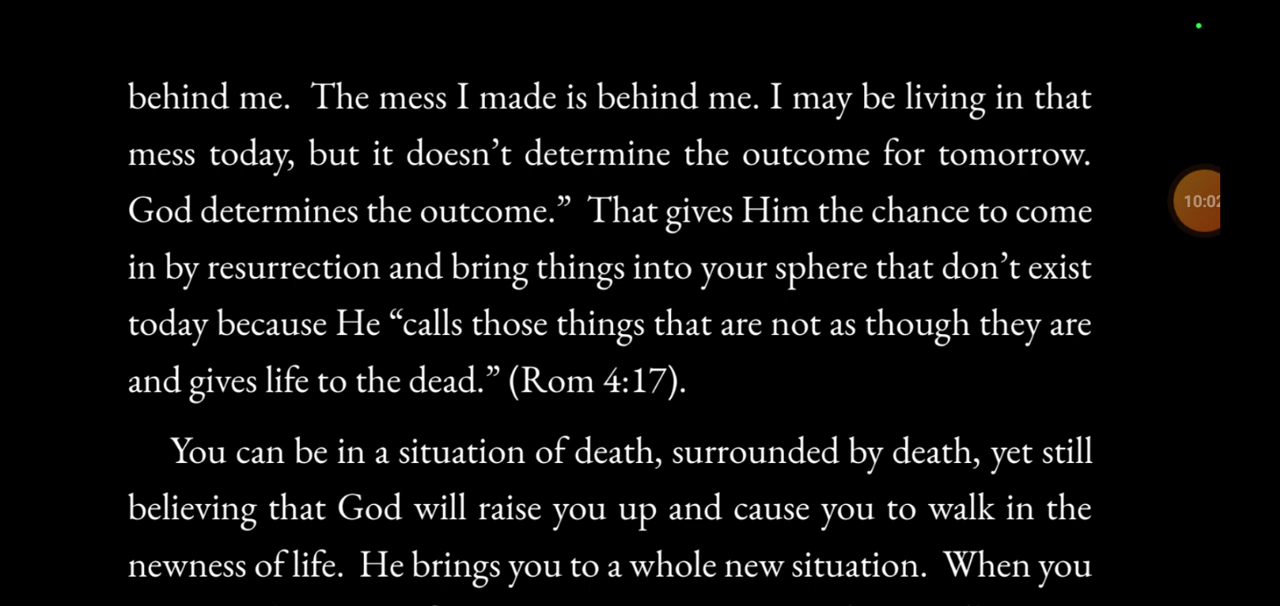 behind me.  The mess I made is behind me. I may be living in that
mess today, but it doesn’t determine the outcome for tomorrow.
God determines the outcome.”  That gives Him the chance to come
in by resurrection and bring things into your sphere that don’t exist
today because He “calls those things that are not as though they are
and gives life to the dead.” (Rom 4:17).
You can be in a situation of death, surrounded by death, yet still
believing that God will raise you up and cause you to walk in the
newness of life.  He brings you to a whole new situation.  When you
10:02